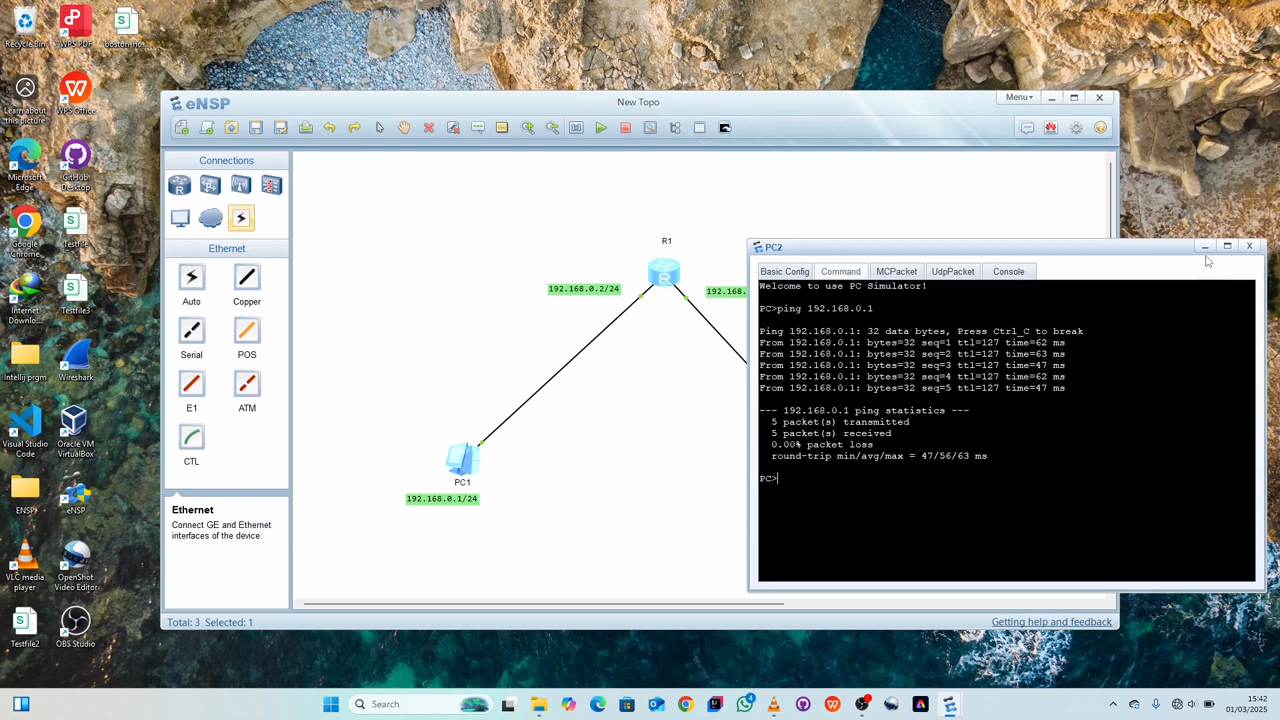 Recycle Bin
WPS PDF
boston-ho...
Learn about
this picture
WPS Office
Microsoft
Edge
GitHub
Desktop
Google
Chrome
Testfile
Internet
Downlo...
Testfile3
Intellij prgm
Wireshark
Visual Studio
Code
Oracle VM
VirtualBox
ENSP
eNSP
VLC media
player
OpenShot
Video Editor
Testfile2
OBS Studio
eNSP
New Topo
Menu
Connections
R
Ethernet
Auto
Copper
Serial
POS
E1
ATM
CTL
Ethernet
Connect GE and Ethernet
interfaces of the device.
R1
R
192.168.0.2/24
192.168.
PC1
192.168.0.1/24
Total: 3 Selected: 1
Getting help and feedback
PC2
Basic Config
Command
MCPacket
UdpPacket
Console
Welcome to use PC Simulator!
PC>ping 192.168.0.1
Ping 192.168.0.1: 32 data bytes, Press Ctrl_C to break
From 192.168.0.1: bytes=32 seq=1 ttl=127 time=62 ms
From 192.168.0.1: bytes=32 seq=2 ttl=127 time=63 ms
From 192.168.0.1: bytes=32 seq=3 ttl=127 time=47 ms
From 192.168.0.1: bytes=32 seq=4 ttl=127 time=62 ms
From 192.168.0.1: bytes=32 seq=5 ttl=127 time=47 ms
--- 192.168.0.1 ping statistics ---
5 packet(s) transmitted
5 packet(s) received
0.00% packet loss
round-trip min/avg/max = 47/56/63 ms
PC>
Search
4
15:42
01/03/2025